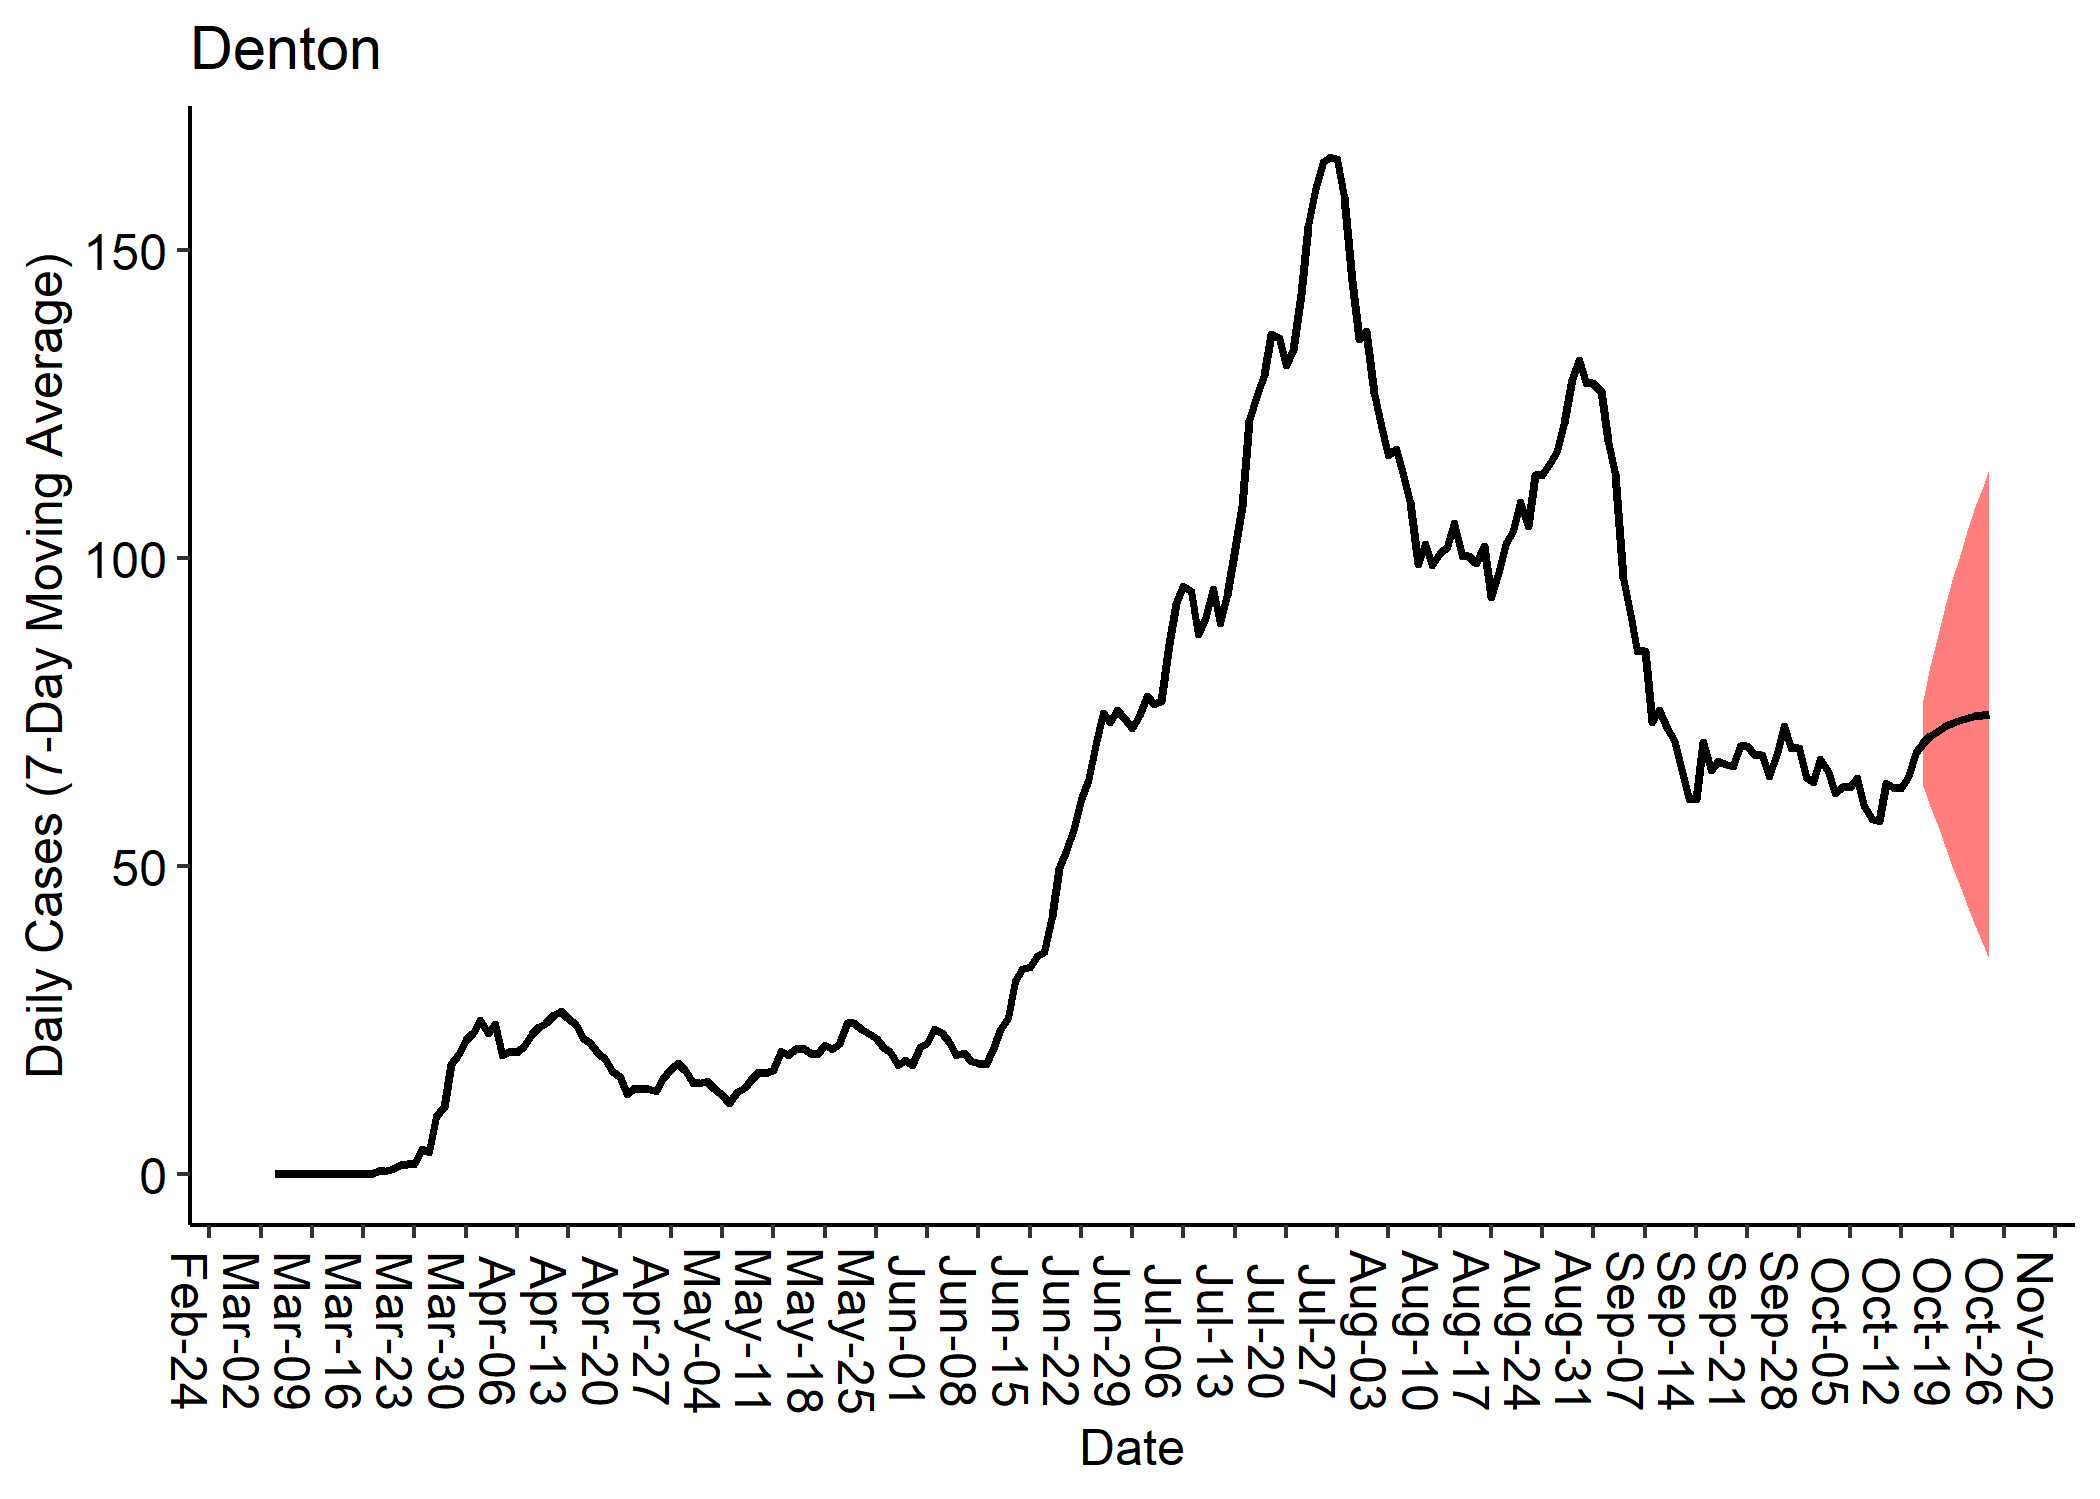 Denton
Daily Cases (7-Day Moving Average)
150
100
50
0
Feb-24
Mar-02
Mar-09
Mar-16
Mar-23
Mar-30
Apr-06
Apr-13
Apr-20
Apr-27
May-04
May-11
May-18
May-25
Jun-01
Jun-08
Jun-15
Jun-22
Jun-29
Jul-06
Jul-13
Jul-20
Jul-27
Aug-03
Aug-10
Aug-17
Aug-24
Aug-31
Sep-07
Sep-14
Sep-21
Sep-28
Oct-05
Oct-12
Oct-19
Oct-26
Nov-02
Date